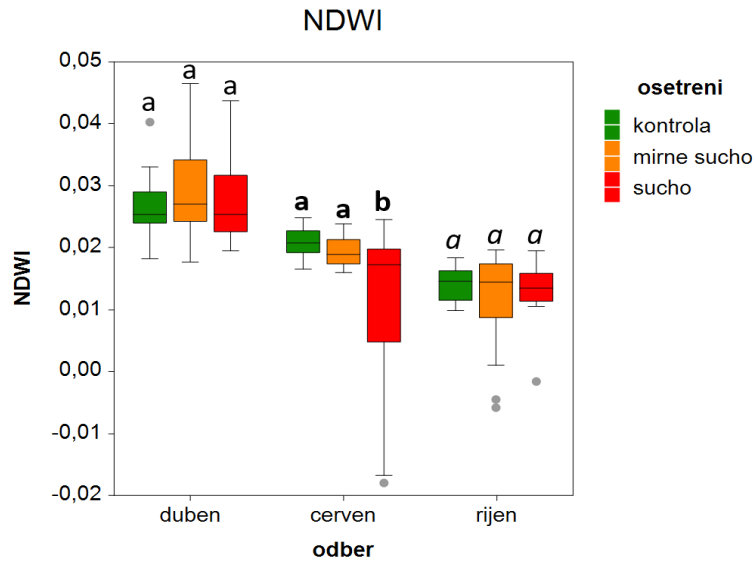 NDWI
0,05
0,04
0,03
0,02
0,01
0,00
-0,01
-0,02
NDWI
a a a
a a b
a a a
duben cerven rijen
odber
osetreni
kontrola
mirne sucho
sucho